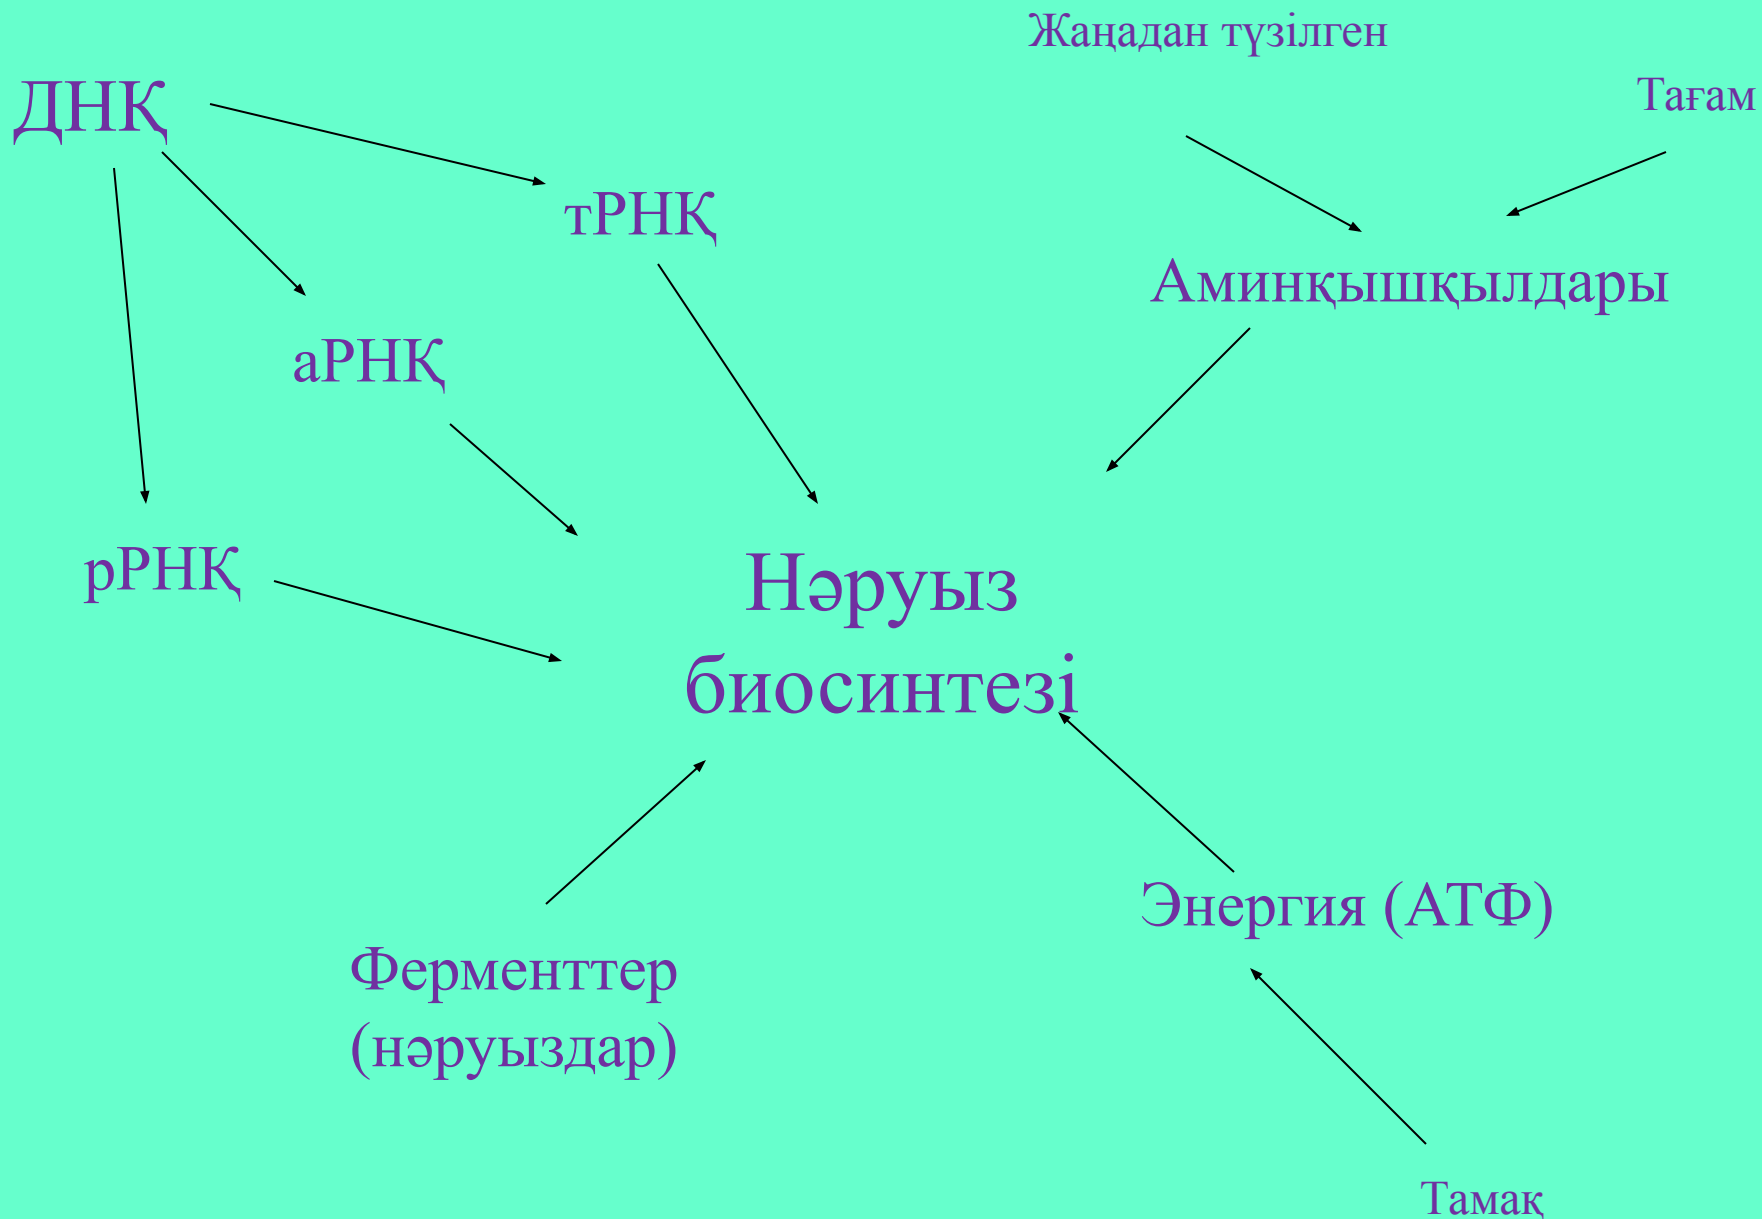 Жаңадан түзілген
Тағам
ДНҚ
тРНҚ
Аминқышқылдары
аРНҚ
рРНҚ
Нәруыз
биосинтезі
Энергия (АТФ)
Ферменттер
(нәруыздар)
Тамақ